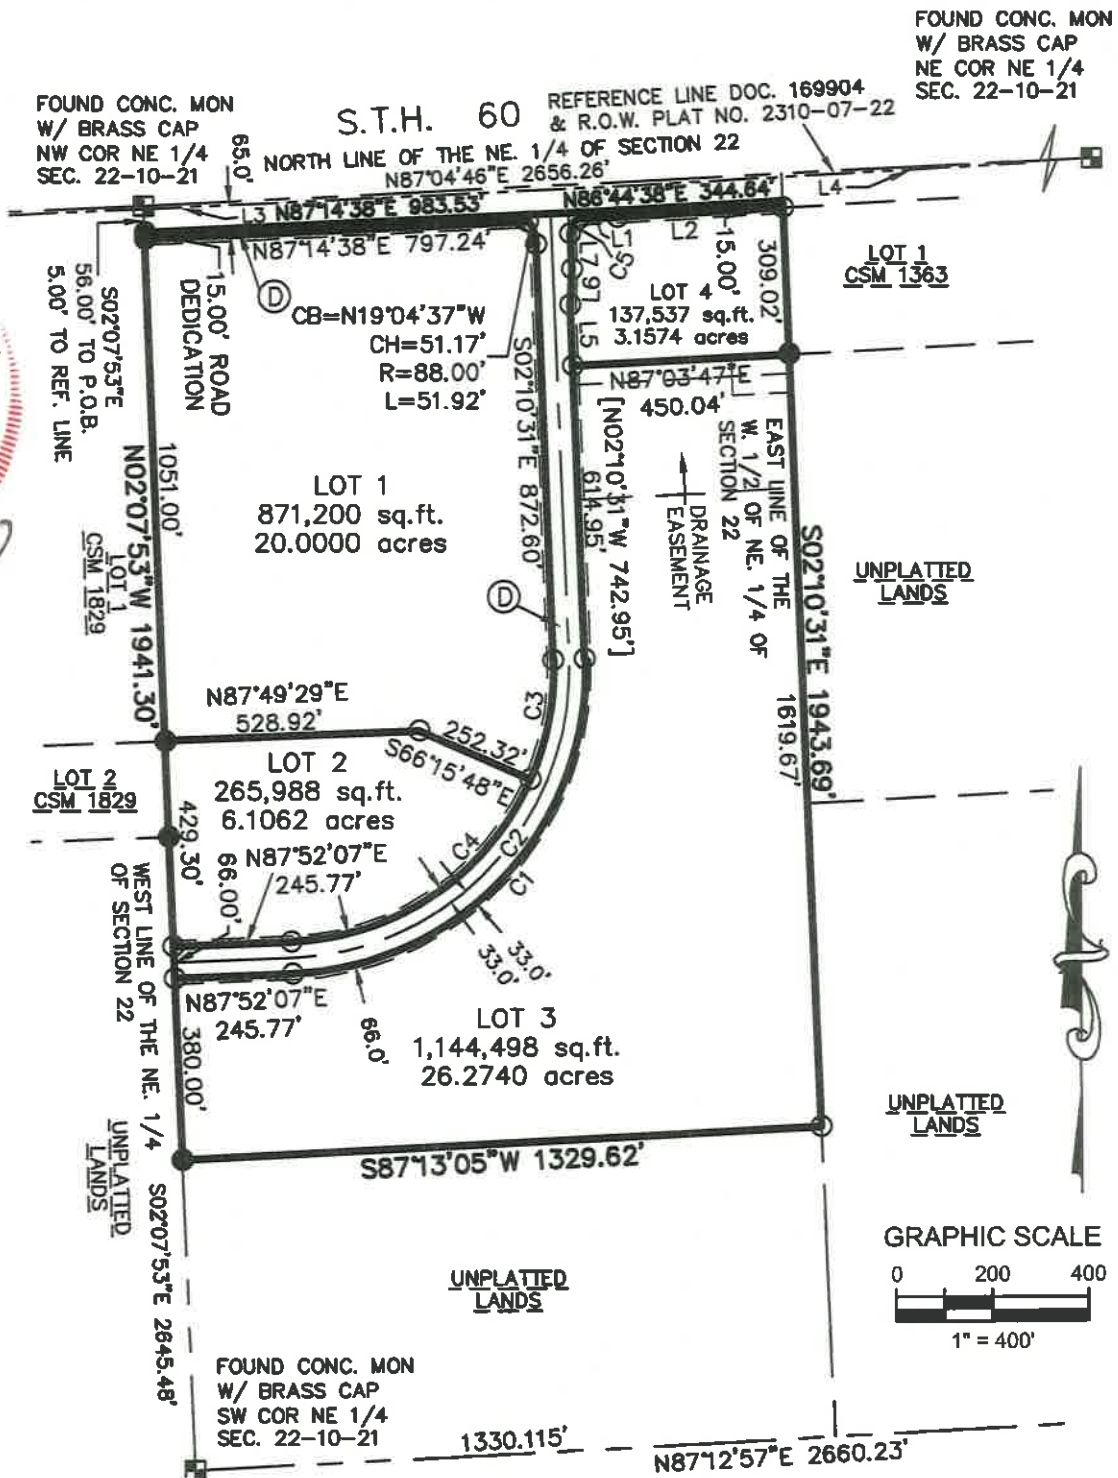 FOUND CONC. MON
W/ BRASS CAP
NE COR NE 1/4
SEC. 22-10-21
FOUND CONC. MON
W/ BRASS CAP
NW COR NE 1/4
SEC. 22-10-21
S.T.H. 60
REFERENCE LINE DOC. 169904
& R.O.W. PLAT NO. 2310-07-22
65.0'
NORTH LINE OF THE NE. 1/4 OF SECTION 22
N87°04'46"E 2656.26'
L3
N87°14'38"E 983.53'
N86°44'38"E 344.64'
L4
N87°14'38"E 797.24'
L1
L2
C5
L7
L6
L5
15.00'
309.02'
LOT 1
CSM 1363
S02°07'53"E
56.00' TO P.O.B.
5.00' TO REF. LINE
15.00' ROAD
DEDICATION
D
CB=N19°04'37"W
CH=51.17'
R=88.00'
L=51.92'
LOT 4
137,537 sq.ft.
3.1574 acres
N87°03'47"E
450.04'
S02°10'31"E 872.60'
[N02°10'31"W 742.95']
614.95'
DRAINAGE
EASEMENT
EAST LINE OF THE
W. 1/2 OF NE. 1/4 OF
SECTION 22
S02°10'31"E 1943.69'
1619.67'
UNPLATTED
LANDS
1051.00'
N02°07'53"W 1941.30'
LOT 1
CSM 1829
LOT 1
871,200 sq.ft.
20.0000 acres
D
N87°49'29"E
528.92'
252.32'
S66°15'48"E
C3
LOT 2
CSM 1829
LOT 2
265,988 sq.ft.
6.1062 acres
429.30'
N87°52'07"E
245.77'
66.00'
C4
C2
C1
33.0'
33.0'
WEST LINE OF THE NE. 1/4
OF SECTION 22
N87°52'07"E
245.77'
66.0'
LOT 3
1,144,498 sq.ft.
26.2740 acres
380.00'
UNPLATTED
LANDS
UNPLATTED
LANDS
S87°13'05"W 1329.62'
S02°07'53"E 2645.48'
UNPLATTED
LANDS
GRAPHIC SCALE
0 200 400
1" = 400'
FOUND CONC. MON
W/ BRASS CAP
SW COR NE 1/4
SEC. 22-10-21
1330.115'
N87°12'57"E 2660.23'